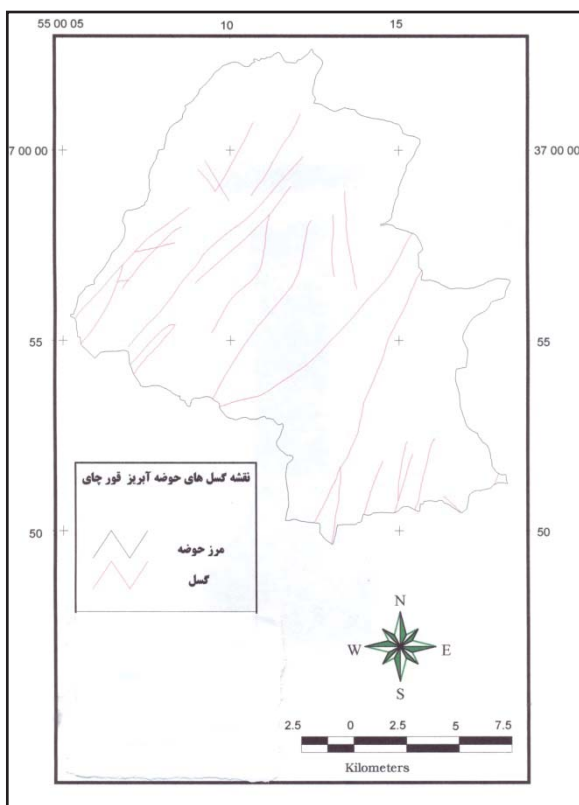 55 00 05 10 15
7 00 00 37 00 00
55 55
50 50
نقشه گسل های حوضه آبریز قور چای
مرز حوضه
گسل
N
W E
S
2.5 0 2.5 5 7.5
Kilometers